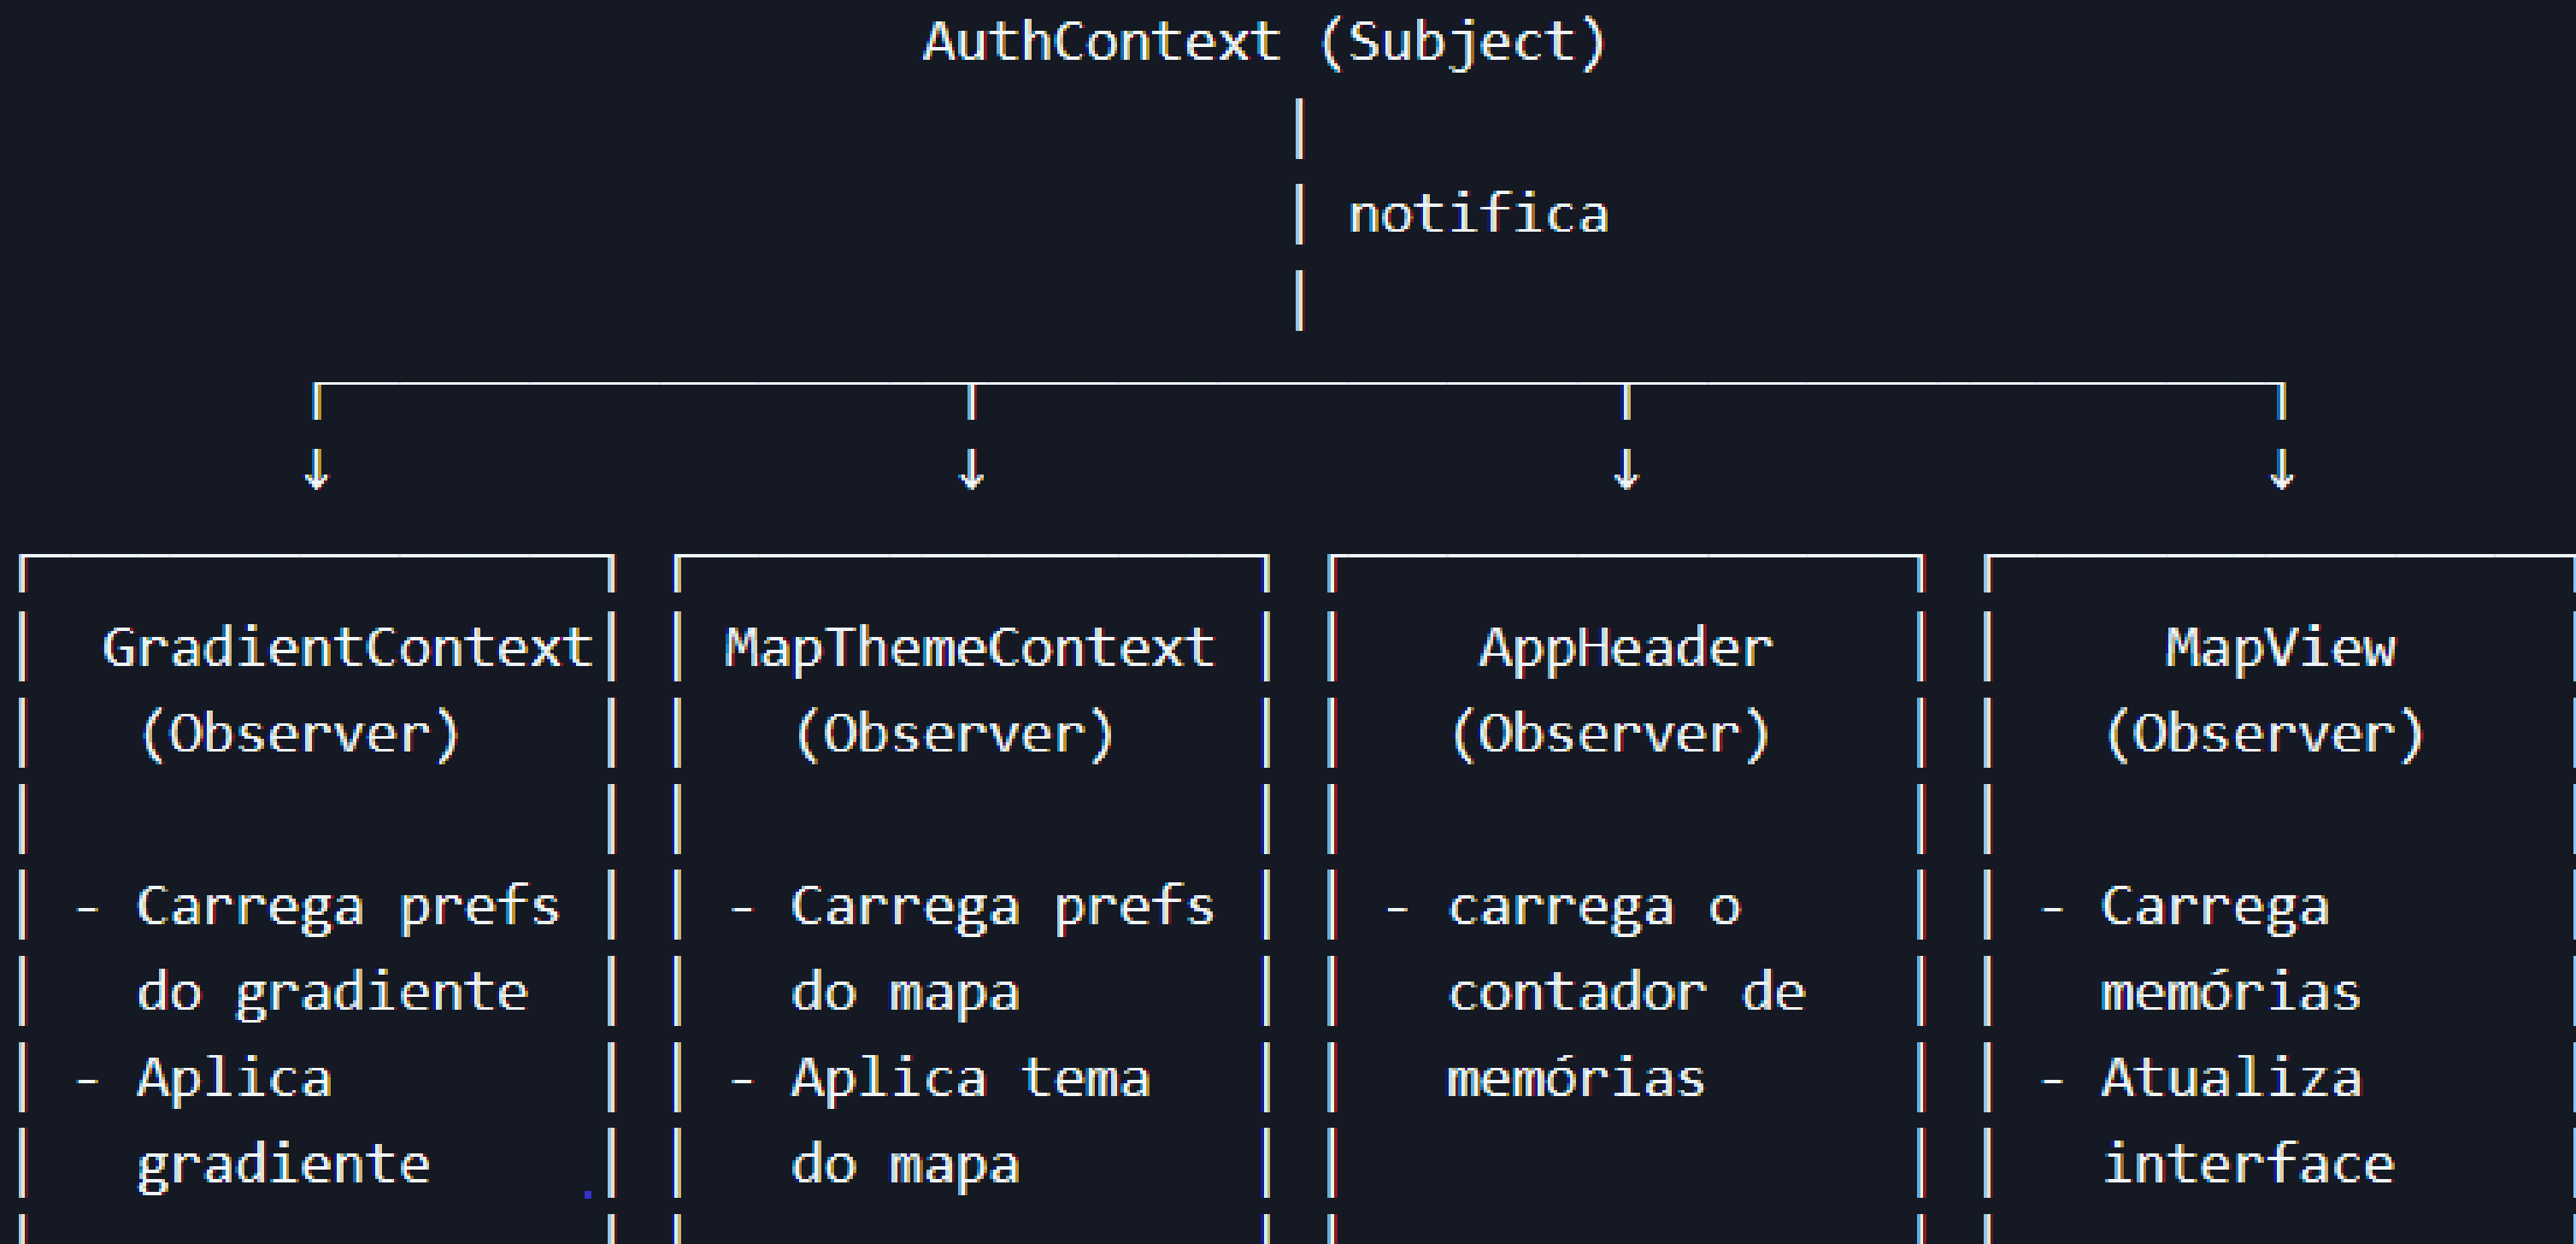 AuthContext (Subject)
notifica
GradientContext
(Observer)
- Carrega prefs
do gradiente
- Aplica
gradiente
MapThemeContext
(Observer)
- Carrega prefs
do mapa
- Aplica tema
do mapa
AppHeader
(Observer)
- carrega o
contador de
memórias
MapView
(Observer)
- Carrega
memórias
- Atualiza
interface